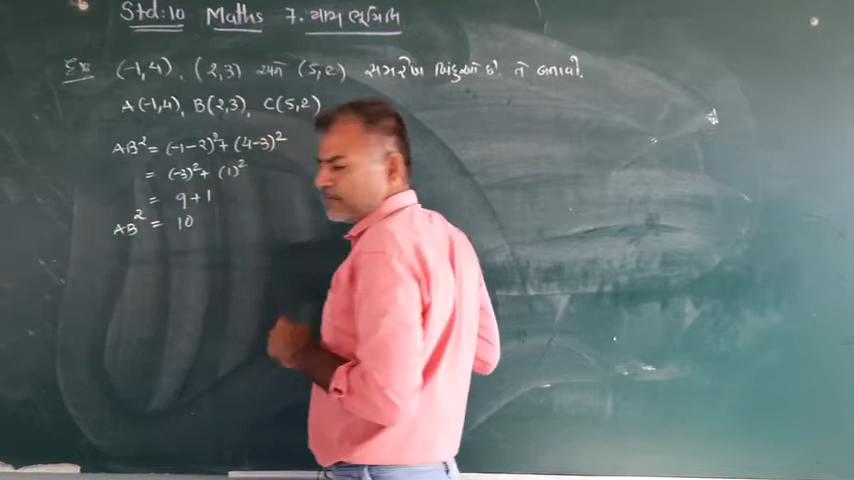 Std:10 Maths 7. યામ ભૂમિતિ
Ex (-1,4), (2,3) અને (5,2) સમરેખ બિંદુઓ છે તે બતાવો.
A(-1,4), B(2,3), C(5,2)
AB² = (-1-2)² + (4-3)²
= (-3)² + (1)²
= 9+1
AB² = 10